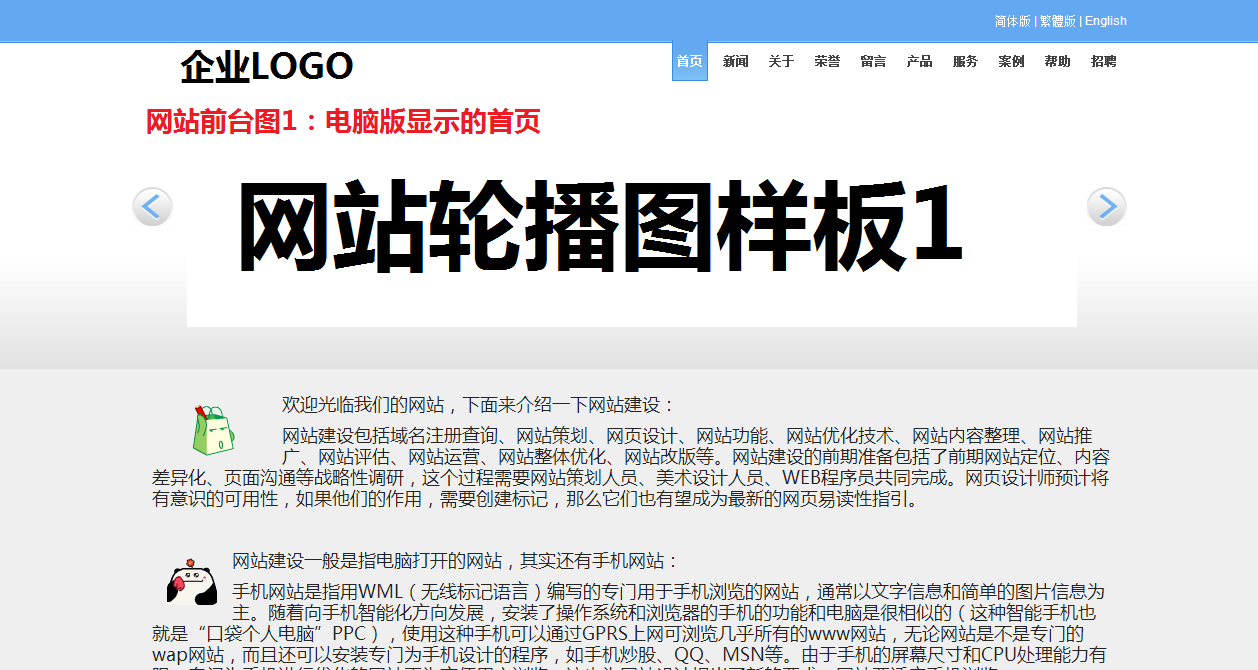 简体版 | 繁體版 | English
企业LOGO
首页 新闻 关于 荣誉 留言 产品 服务 案例 帮助 招聘
网站前台图1：电脑版显示的首页
网站轮播图样板1
欢迎光临我们的网站，下面来介绍一下网站建设：
网站建设包括域名注册查询、网站策划、网页设计、网站功能、网站优化技术、网站内容整理、网站推
广、网站评估、网站运营、网站整体优化、网站改版等。网站建设的前期准备包括了前期网站定位、内容
差异化、页面沟通等战略性调研，这个过程需要网站策划人员、美术设计人员、WEB程序员共同完成。网页设计师预计将
有意识的可用性，如果他们的作用，需要创建标记，那么它们也有望成为最新的网页易读性指引。
网站建设一般是指电脑打开的网站，其实还有手机网站：
手机网站是指用WML（无线标记语言）编写的专门用于手机浏览的网站，通常以文字信息和简单的图片信息为
主。随着向手机智能化方向发展，安装了操作系统和浏览器的手机的功能和电脑是很相似的（这种智能手机也
就是“口袋个人电脑”PPC），使用这种手机可以通过GPRS上网可浏览几乎所有的www网站，无论网站是不是专门的
wap网站，而且还可以安装专门为手机设计的程序，如手机炒股、QQ、MSN等。由于手机的屏幕尺寸和CPU处理能力有